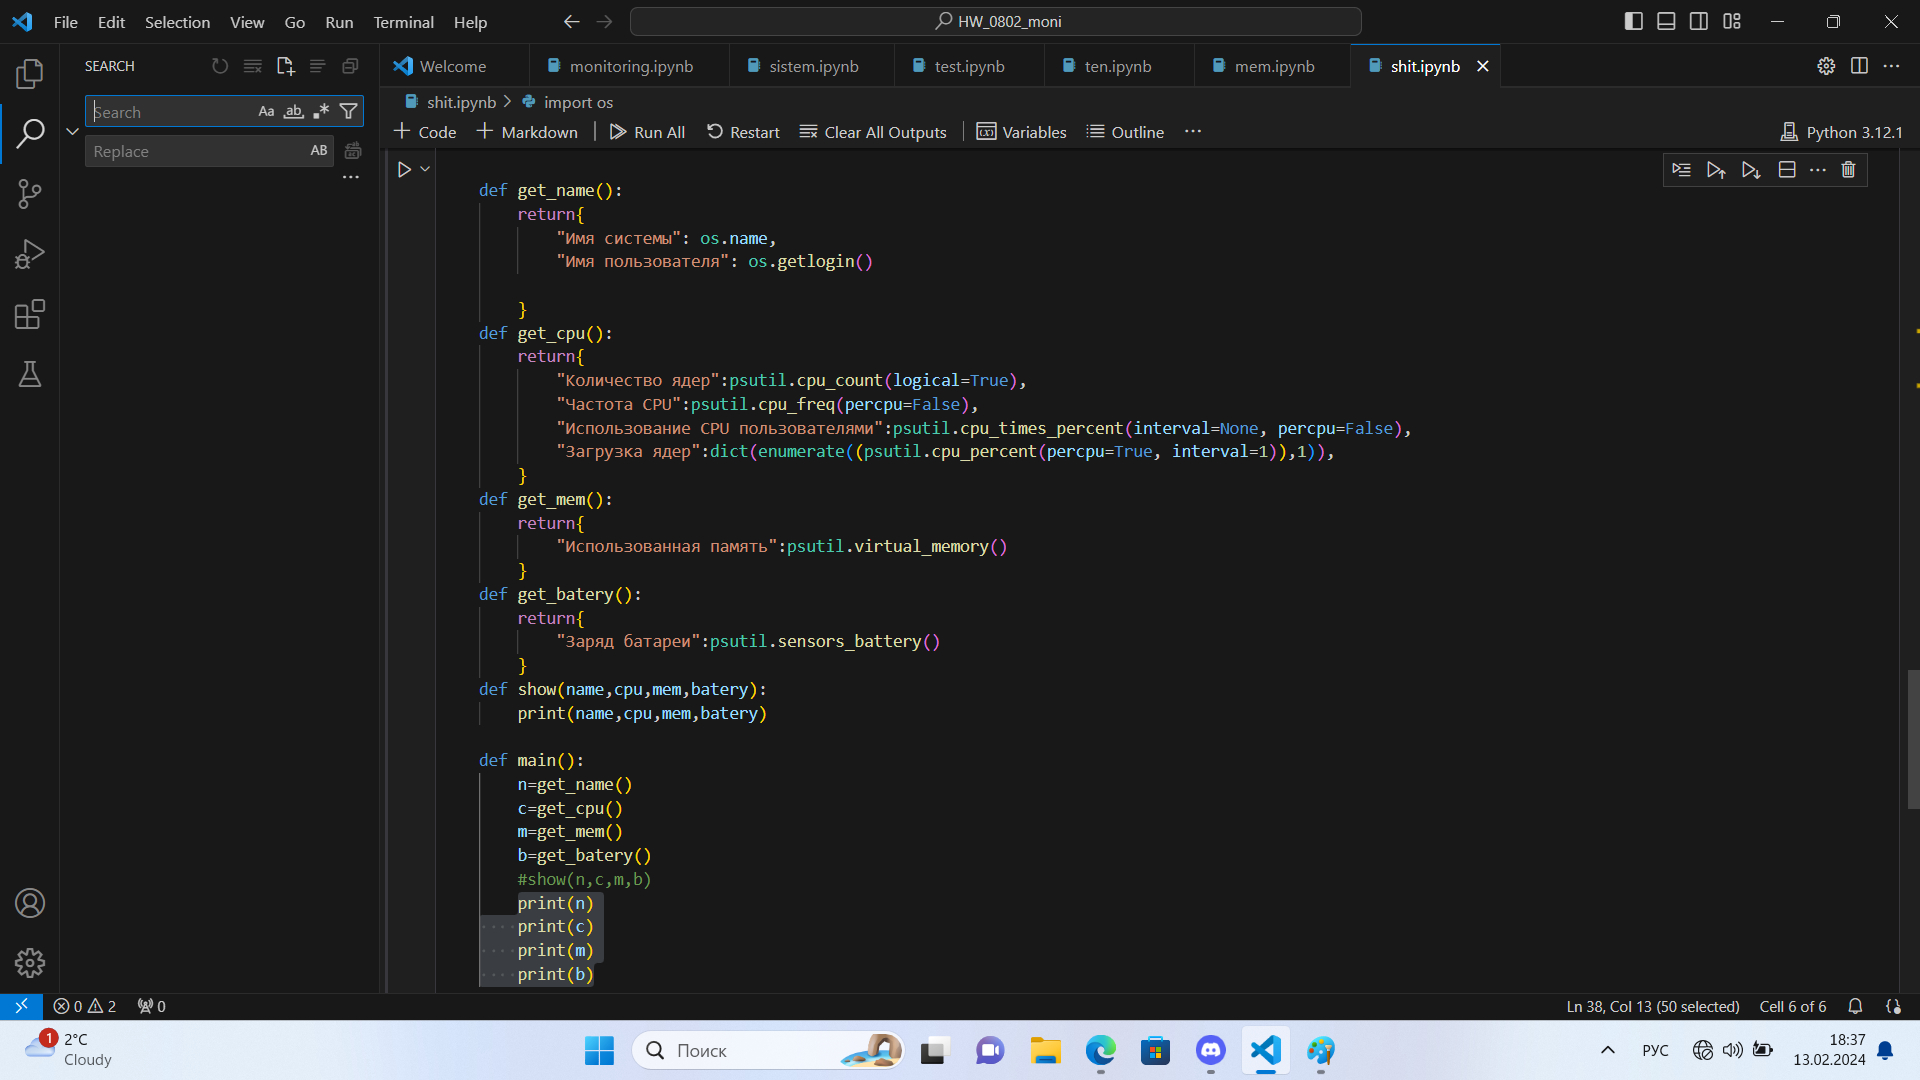 File Edit Selection View Go Run Terminal Help
HW_0802_moni
SEARCH
Search
Aa ab
Replace
AB
Welcome
monitoring.ipynb
sistem.ipynb
test.ipynb
ten.ipynb
mem.ipynb
shit.ipynb
shit.ipynb > import os
Code
Markdown
Run All
Restart
Clear All Outputs
Variables
Outline
Python 3.12.1
def get_name():
return{
"Имя системы": os.name,
"Имя пользователя": os.getlogin()
}
def get_cpu():
return{
"Количество ядер":psutil.cpu_count(logical=True),
"Частота CPU":psutil.cpu_freq(percpu=False),
"Использование CPU пользователями":psutil.cpu_times_percent(interval=None, percpu=False),
"Загрузка ядер":dict(enumerate((psutil.cpu_percent(percpu=True, interval=1)),1)),
}
def get_mem():
return{
"Использованная память":psutil.virtual_memory()
}
def get_batery():
return{
"Заряд батареи":psutil.sensors_battery()
}
def show(name,cpu,mem,batery):
print(name,cpu,mem,batery)
def main():
n=get_name()
c=get_cpu()
m=get_mem()
b=get_batery()
#show(n,c,m,b)
print(n)
print(c)
print(m)
print(b)
0 2 0
Ln 38, Col 13 (50 selected)
Cell 6 of 6
1
2°C
Cloudy
Поиск
РУС
18:37
13.02.2024